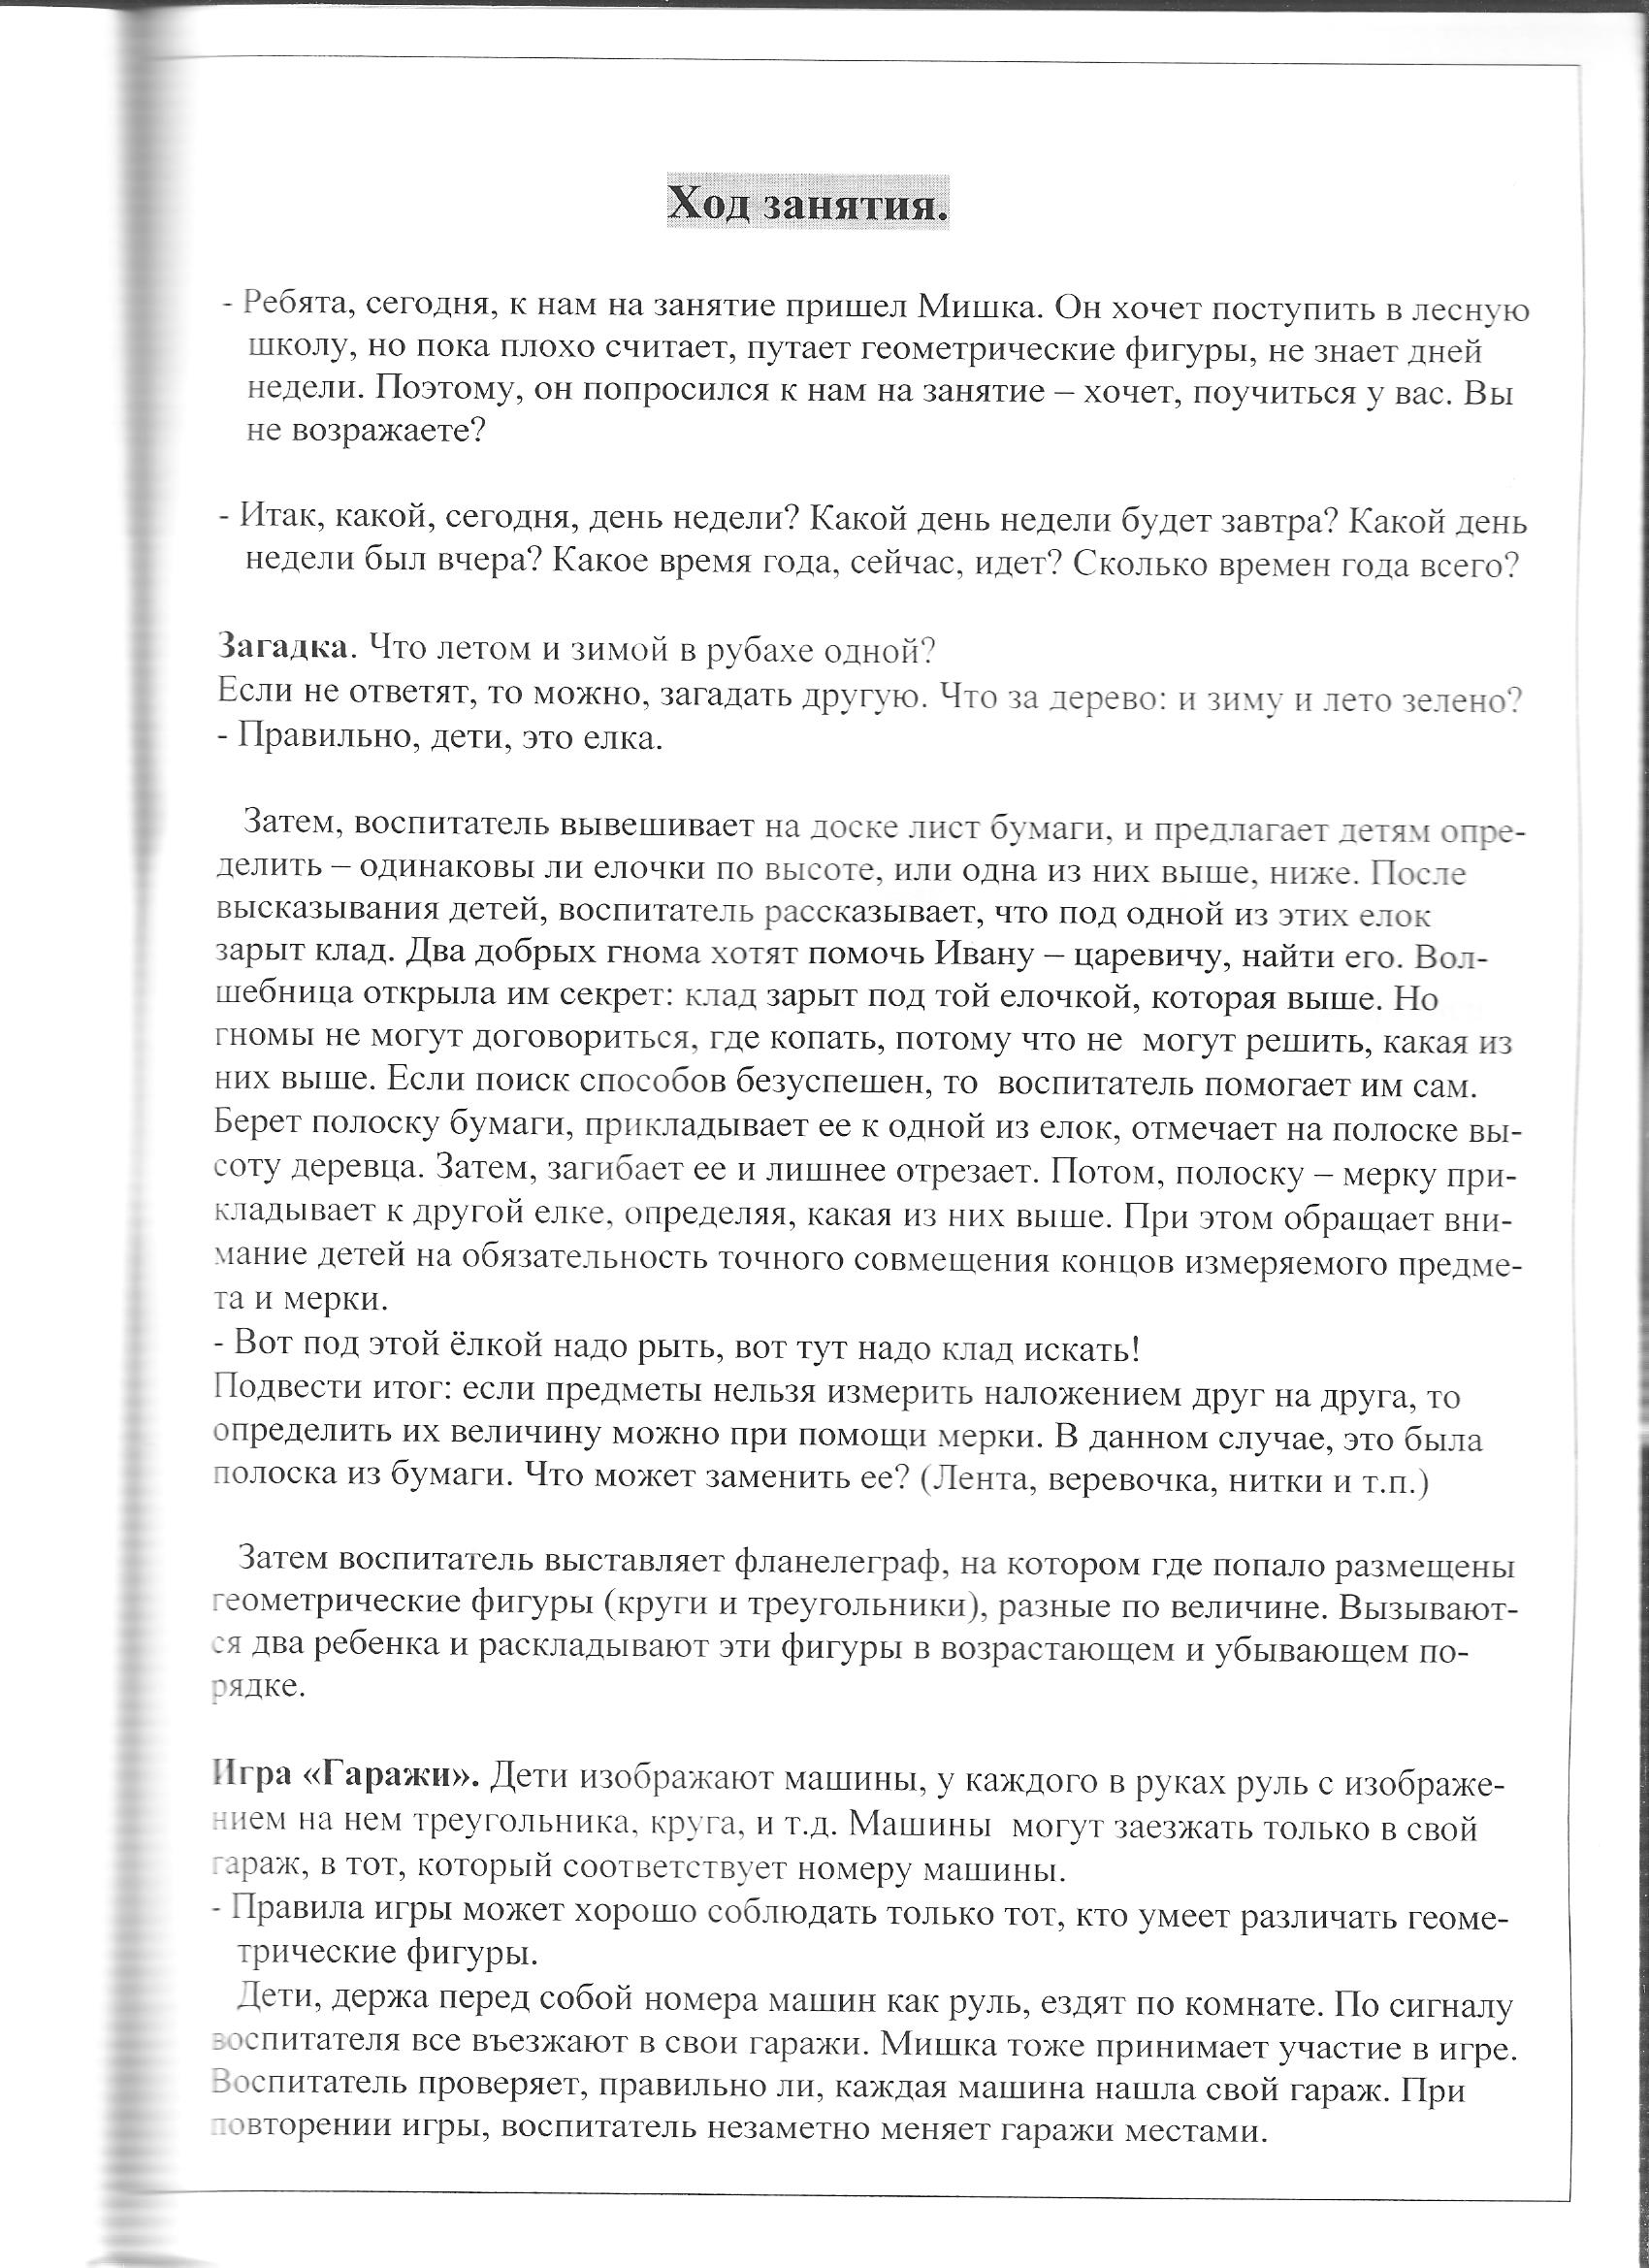 Ход занятия.
- Ребята, сегодня, к нам на занятие пришел Мишка. Он хочет поступить в лесную
школу, но пока плохо считает, путает геометрические фигуры, не знает дней
недели. Поэтому, он попросился к нам на занятие – хочет, поучиться у вас. Вы
не возражаете?
- Итак, какой, сегодня, день недели? Какой день недели будет завтра? Какой день
недели был вчера? Какое время года, сейчас, идет? Сколько времен года всего?
Загадка. Что летом и зимой в рубахе одной?
Если не ответят, то можно, загадать другую. Что за дерево: и зиму и лето зелено?
- Правильно, дети, это елка.
Затем, воспитатель вывешивает на доске лист бумаги, и предлагает детям опре-
делить – одинаковы ли елочки по высоте, или одна из них выше, ниже. После
высказывания детей, воспитатель рассказывает, что под одной из этих елок
зарыт клад. Два добрых гнома хотят помочь Ивану – царевичу, найти его. Вол-
шебница открыла им секрет: клад зарыт под той елочкой, которая выше. Но
гномы не могут договориться, где копать, потому что не могут решить, какая из
них выше. Если поиск способов безуспешен, то воспитатель помогает им сам.
Берет полоску бумаги, прикладывает ее к одной из елок, отмечает на полоске вы-
соту деревца. Затем, загибает ее и лишнее отрезает. Потом, полоску – мерку при-
кладывает к другой елке, определяя, какая из них выше. При этом обращает вни-
мание детей на обязательность точного совмещения концов измеряемого предме-
та и мерки.
- Вот под этой ёлкой надо рыть, вот тут надо клад искать!
Подвести итог: если предметы нельзя измерить наложением друг на друга, то
определить их величину можно при помощи мерки. В данном случае, это была
полоска из бумаги. Что может заменить ее? (Лента, веревочка, нитки и т.п.)
Затем воспитатель выставляет фланелеграф, на котором где попало размещены
геометрические фигуры (круги и треугольники), разные по величине. Вызывают-
ся два ребенка и раскладывают эти фигуры в возрастающем и убывающем по-
рядке.
Игра «Гаражи». Дети изображают машины, у каждого в руках руль с изображе-
нием на нем треугольника, круга, и т.д. Машины могут заезжать только в свой
гараж, в тот, который соответствует номеру машины.
- Правила игры может хорошо соблюдать только тот, кто умеет различать геоме-
трические фигуры.
Дети, держа перед собой номера машин как руль, ездят по комнате. По сигналу
воспитателя все въезжают в свои гаражи. Мишка тоже принимает участие в игре.
Воспитатель проверяет, правильно ли, каждая машина нашла свой гараж. При
повторении игры, воспитатель незаметно меняет гаражи местами.